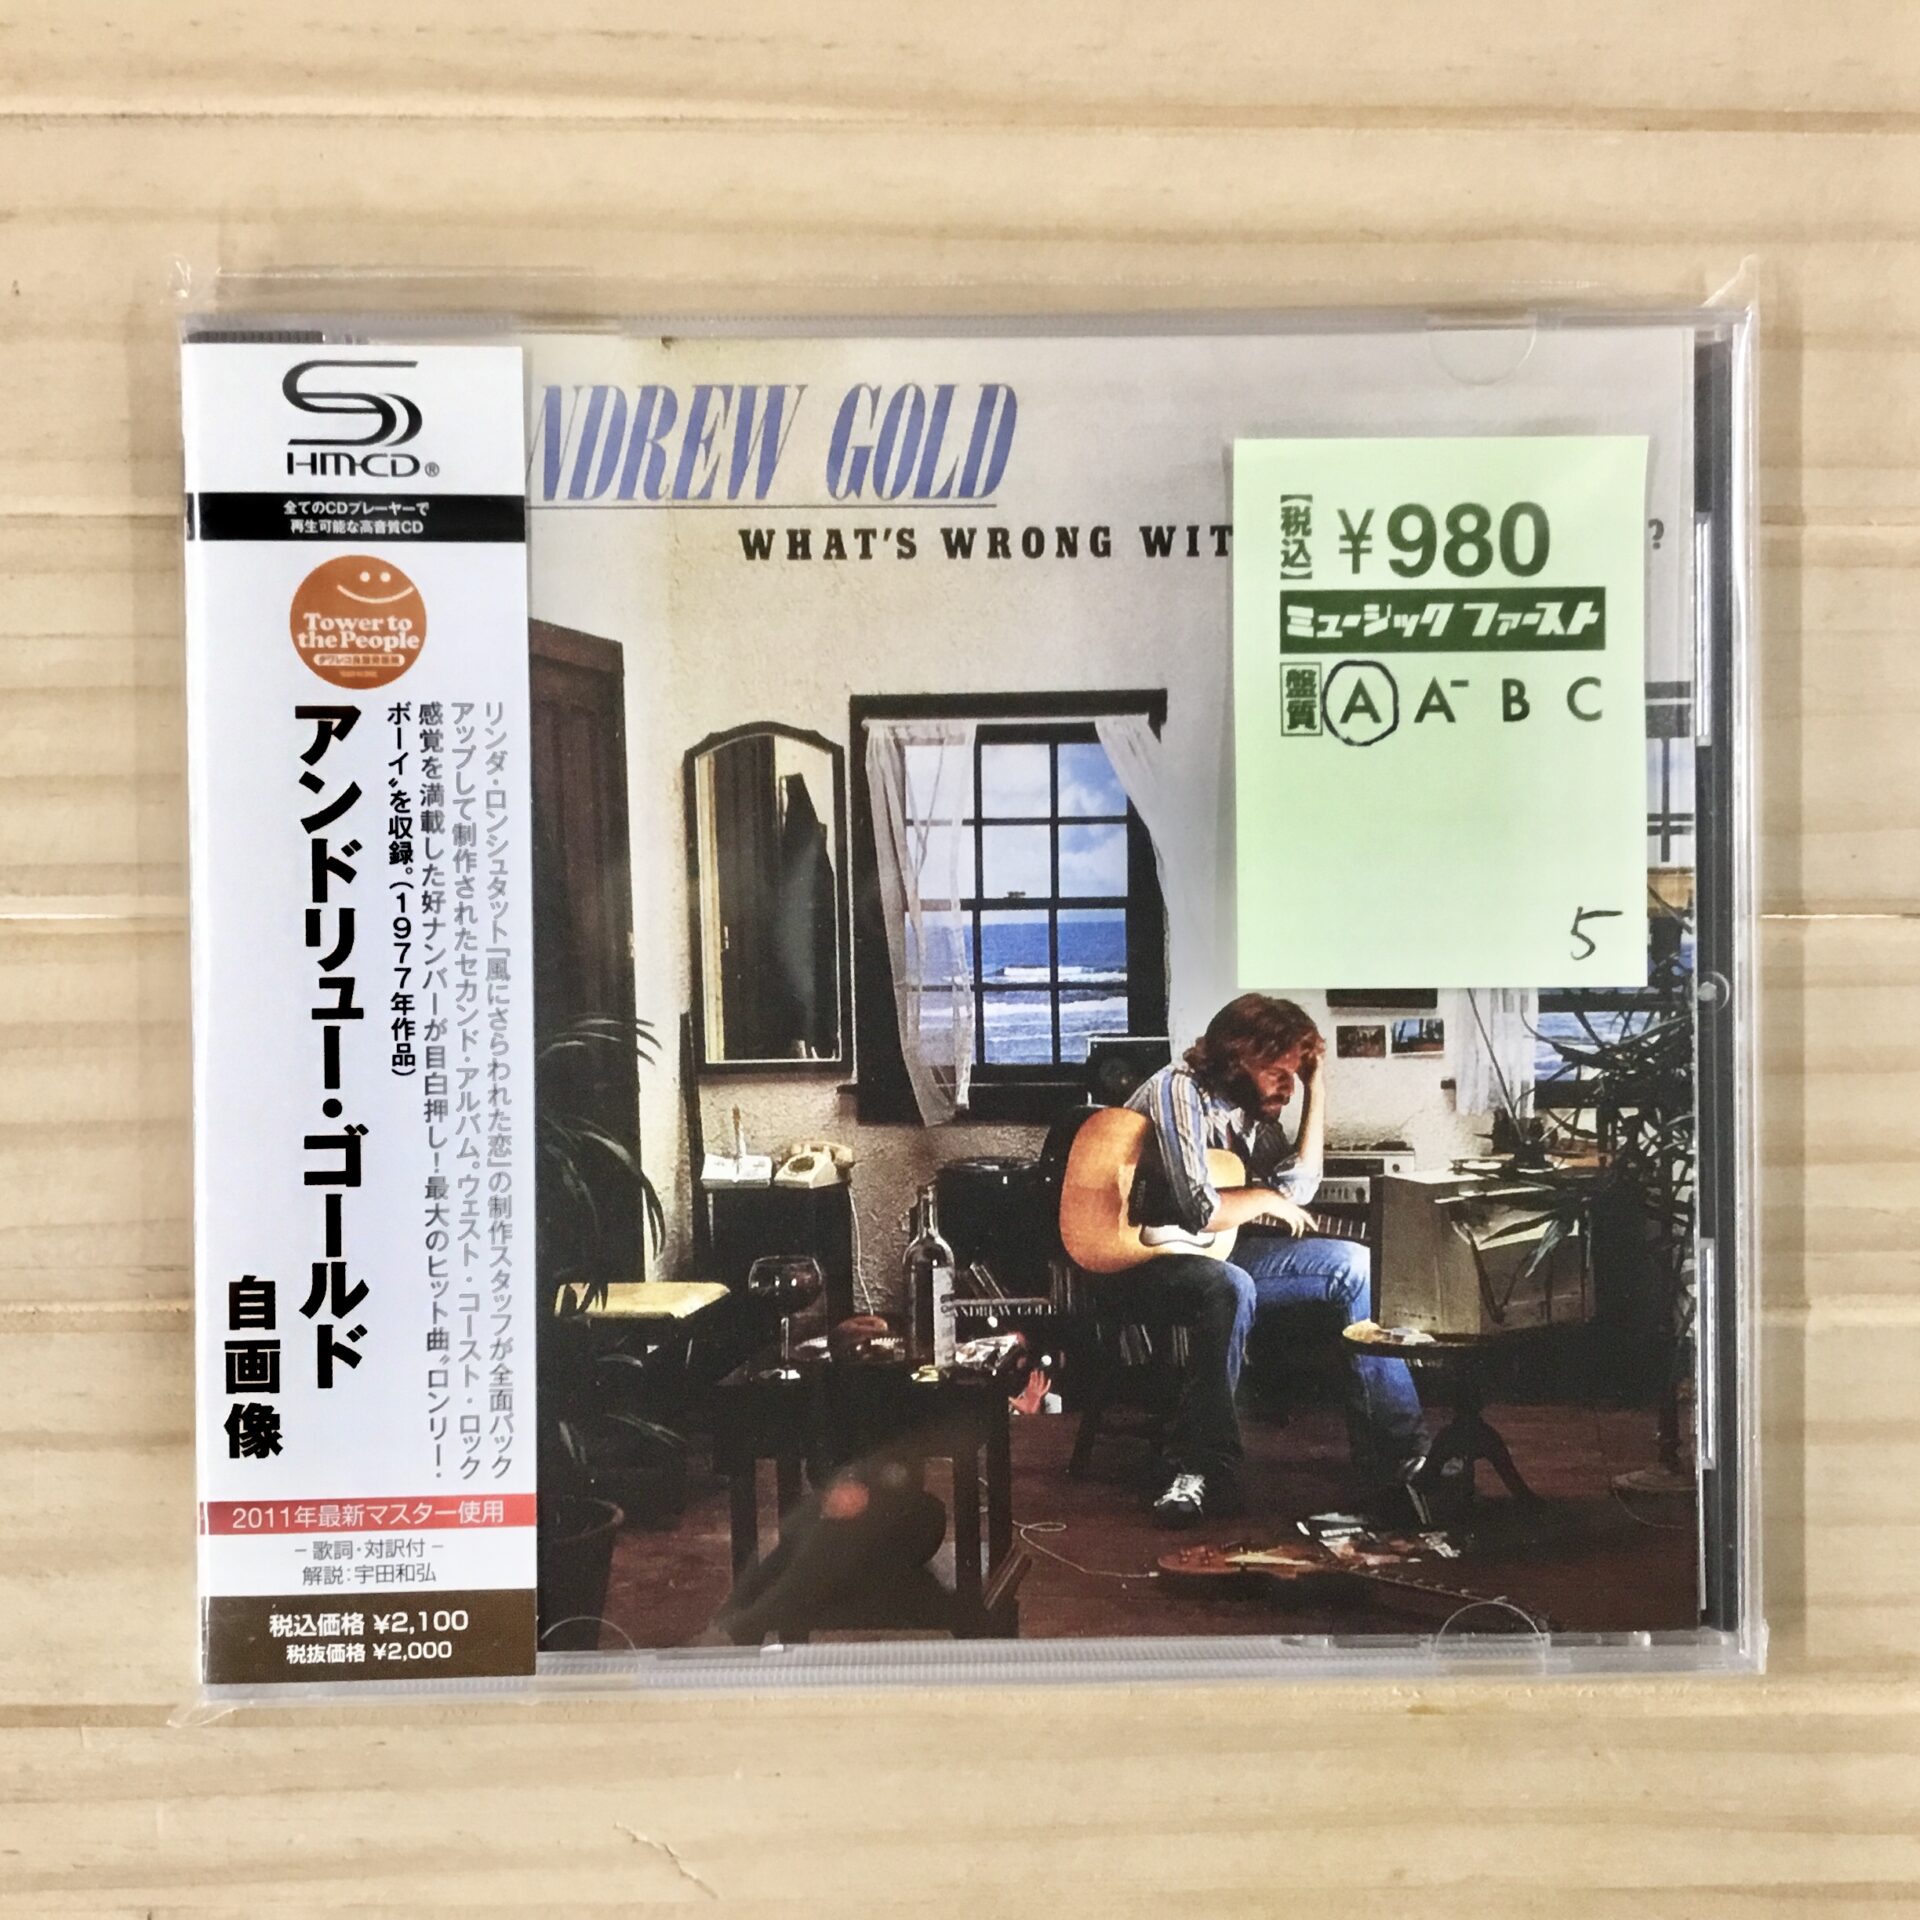 HM-CD®
全てのCDプレーヤーで
再生可能な高音質CD
Tower to
the People
リンダ・ロンシュタット「風にさらわれた恋」の制作スタッフが全面バック
アップして制作されたセカンド・アルバム。ウェスト・コースト・ロック
感覚を満載した好ナンバーが目白押し!最大のヒット曲〝ロンリー・
ボーイ〟を収録。(1977年作品)
アンドリュー・ゴールド
自画像
2011年最新マスター使用
– 歌詞・対訳付 –
解説:宇田和弘
税込価格 ¥2,100
税抜価格 ¥2,000
NDREW GOLD
WHAT'S WRONG WIT ?
【税込】 ¥980
ミュージック ファースト
盤質 A A- B C
5
ANDREW GOLD